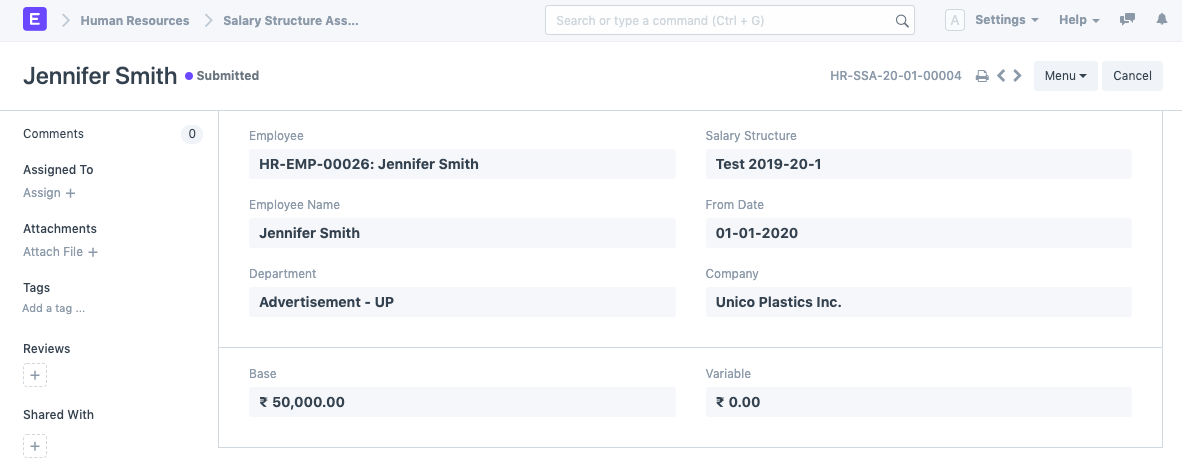 E Human Resources Salary Structure Ass... Search or type a command (Ctrl + G) A Settings Help
Jennifer Smith Submitted HR-SSA-20-01-00004 Menu Cancel
Comments 0
Assigned To
Assign +
Attachments
Attach File +
Tags
Add a tag ...
Reviews
+
Shared With
+
Employee Salary Structure
HR-EMP-00026: Jennifer Smith Test 2019-20-1
Employee Name From Date
Jennifer Smith 01-01-2020
Department Company
Advertisement - UP Unico Plastics Inc.
Base Variable
₹ 50,000.00 ₹ 0.00